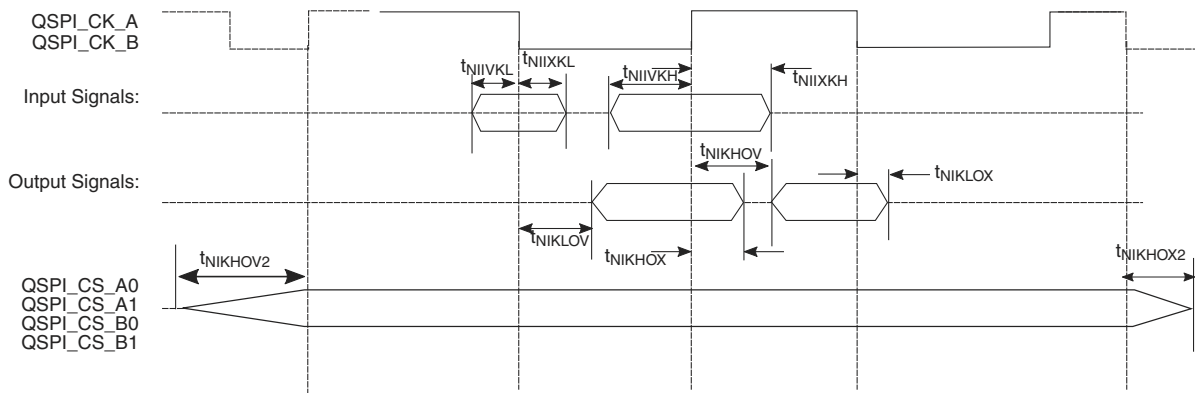 QSPI_CK_A
QSPI_CK_B
tNIIVKL
tNIIXKL
tNIIVKH
tNIIXKH
Input Signals:
tNIKHOV
Output Signals:
tNIKLOX
tNIKLOV
tNIKHOX
tNIKHOV2
tNIKHOX2
QSPI_CS_A0
QSPI_CS_A1
QSPI_CS_B0
QSPI_CS_B1